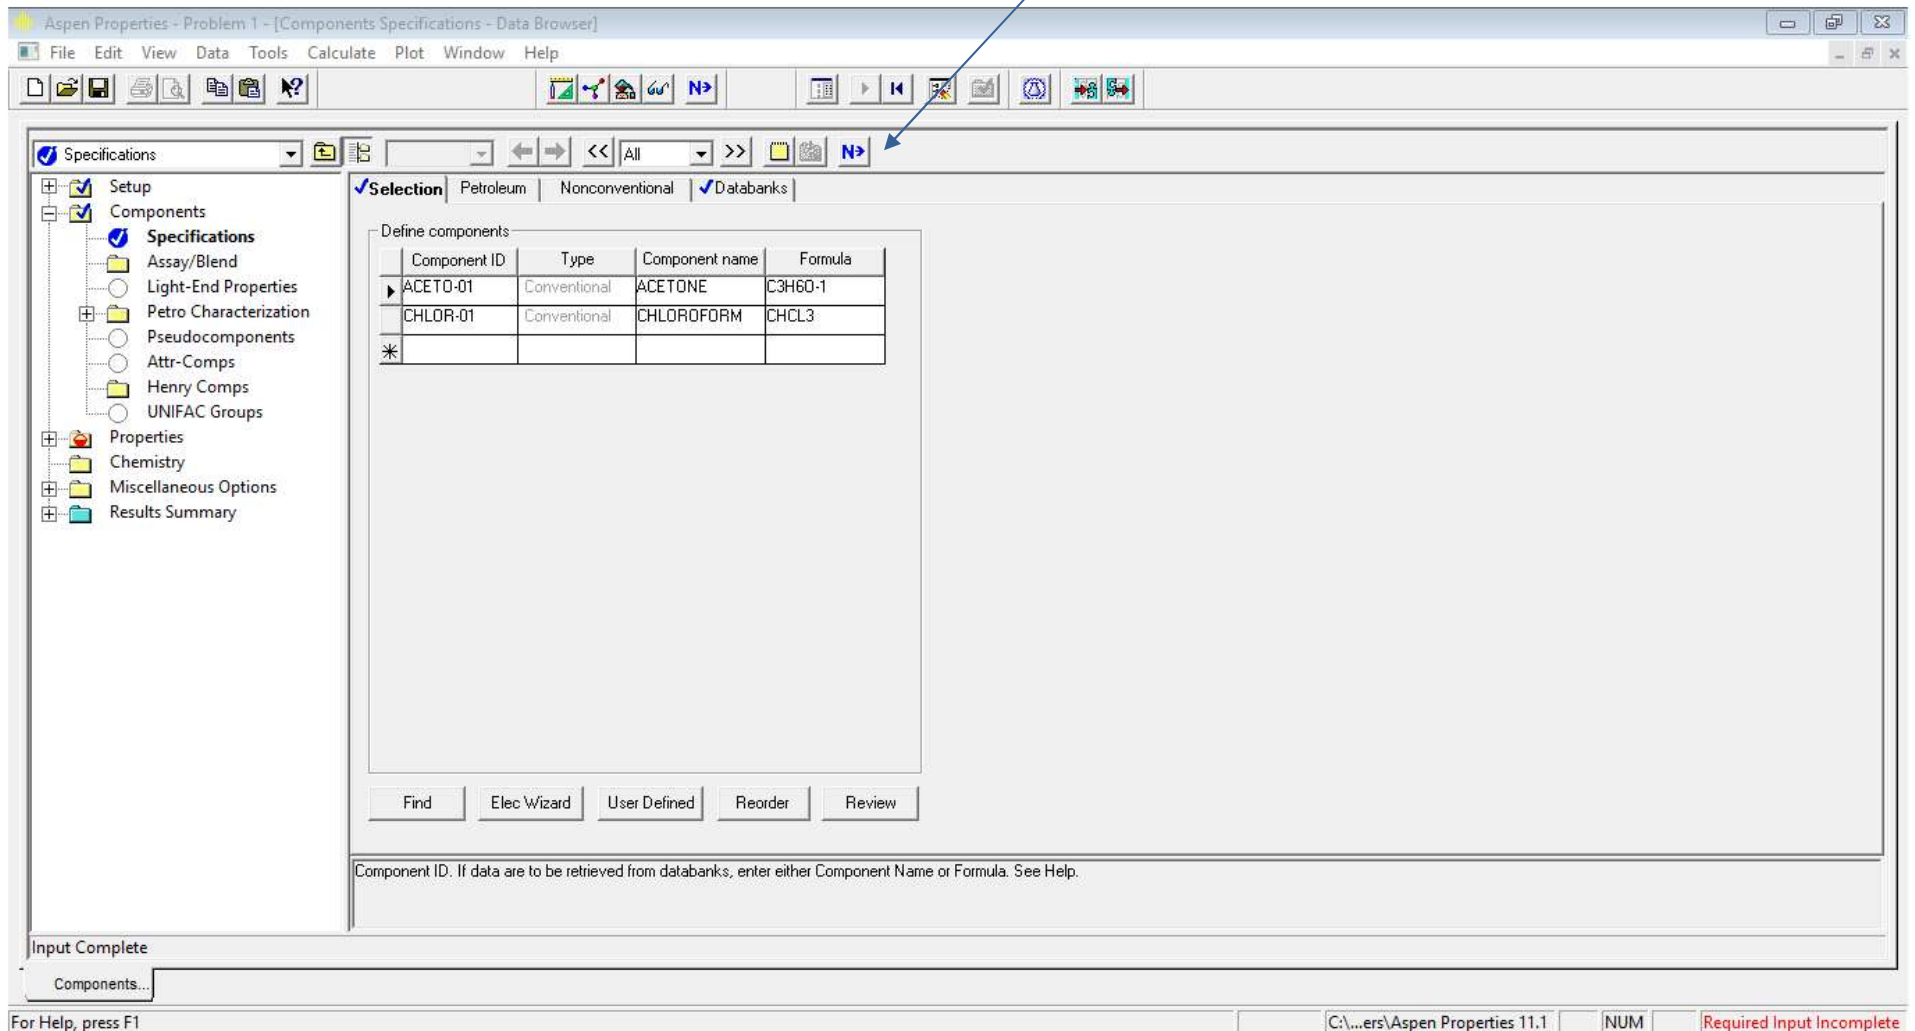 Aspen Properties - Problem 1 - [Components Specifications - Data Browser]
File Edit View Data Tools Calculate Plot Window Help
N→
Specifications
<< All >> N→
Setup
Components
Specifications
Assay/Blend
Light-End Properties
Petro Characterization
Pseudocomponents
Attr-Comps
Henry Comps
UNIFAC Groups
Properties
Chemistry
Miscellaneous Options
Results Summary
Selection Petroleum Nonconventional Databanks
Define components
Component ID Type Component name Formula
ACETO-01 Conventional ACETONE C3H6O-1
CHLOR-01 Conventional CHLOROFORM CHCL3
Find Elec Wizard User Defined Reorder Review
Component ID. If data are to be retrieved from databanks, enter either Component Name or Formula. See Help.
Input Complete
Components...
For Help, press F1 C:\...ers\Aspen Properties 11.1 NUM Required Input Incomplete